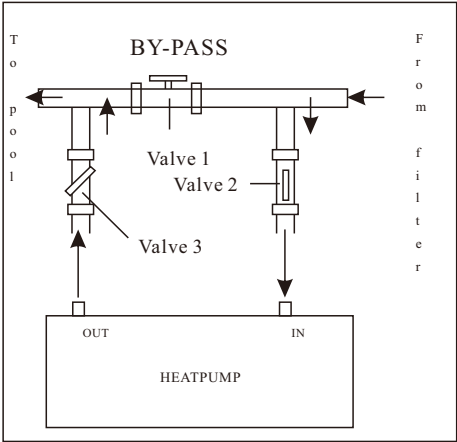 To pool
BY-PASS
From filter
Valve 1
Valve 2
Valve 3
OUT
IN
HEATPUMP